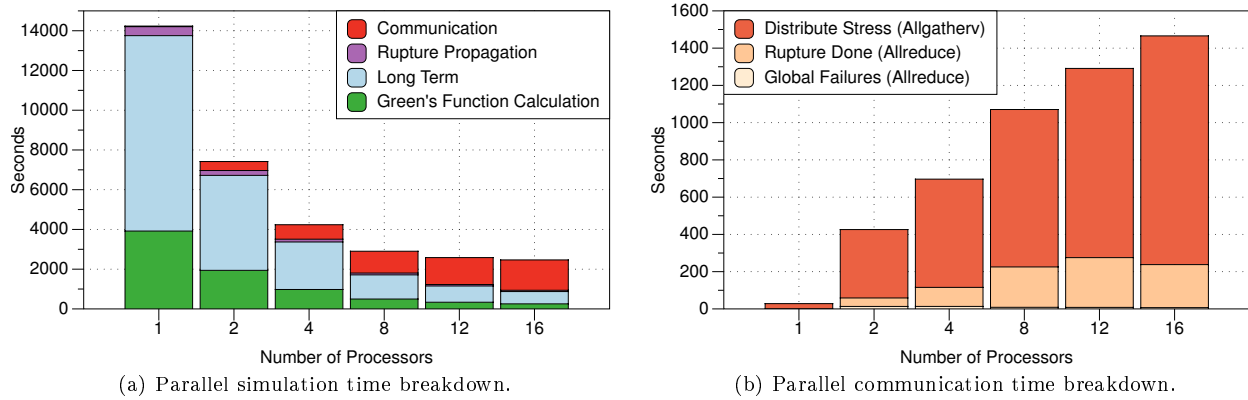 14000
12000
10000
8000
6000
4000
2000
0
Seconds
Communication
Rupture Propagation
Long Term
Green's Function Calculation
1 2 4 8 12 16
Number of Processors
(a) Parallel simulation time breakdown.
1600
1400
1200
1000
800
600
400
200
0
Seconds
Distribute Stress (Allgatherv)
Rupture Done (Allreduce)
Global Failures (Allreduce)
1 2 4 8 12 16
Number of Processors
(b) Parallel communication time breakdown.